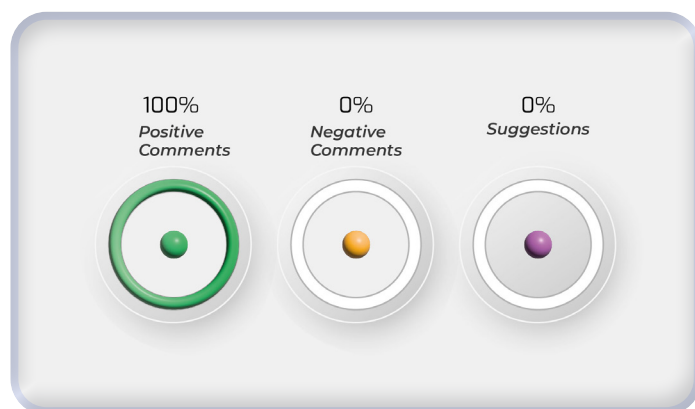 100%
Positive
Comments
0%
Negative
Comments
0%
Suggestions